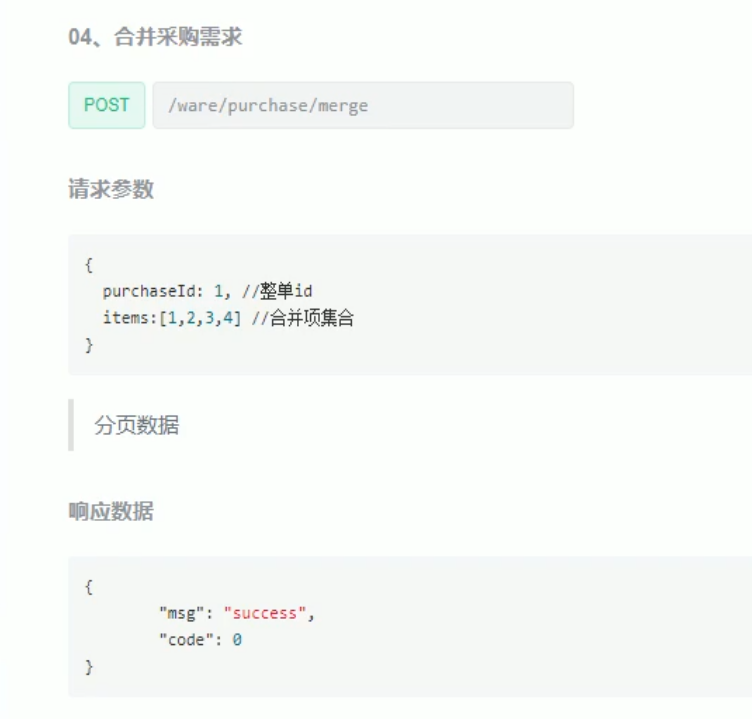 04、合并采购需求
POST /ware/purchase/merge
请求参数
{
purchaseId: 1, //整单id
items:[1,2,3,4] //合并项集合
}
分页数据
响应数据
{
"msg": "success",
"code": 0
}